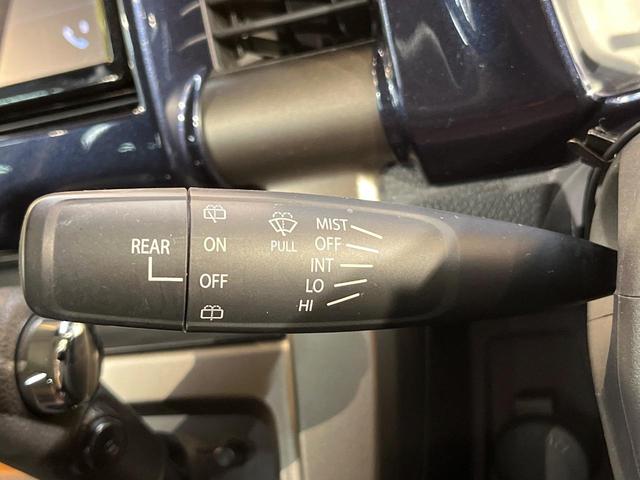 REAR
ON
OFF
PULL
MIST
OFF
INT
LO
HI